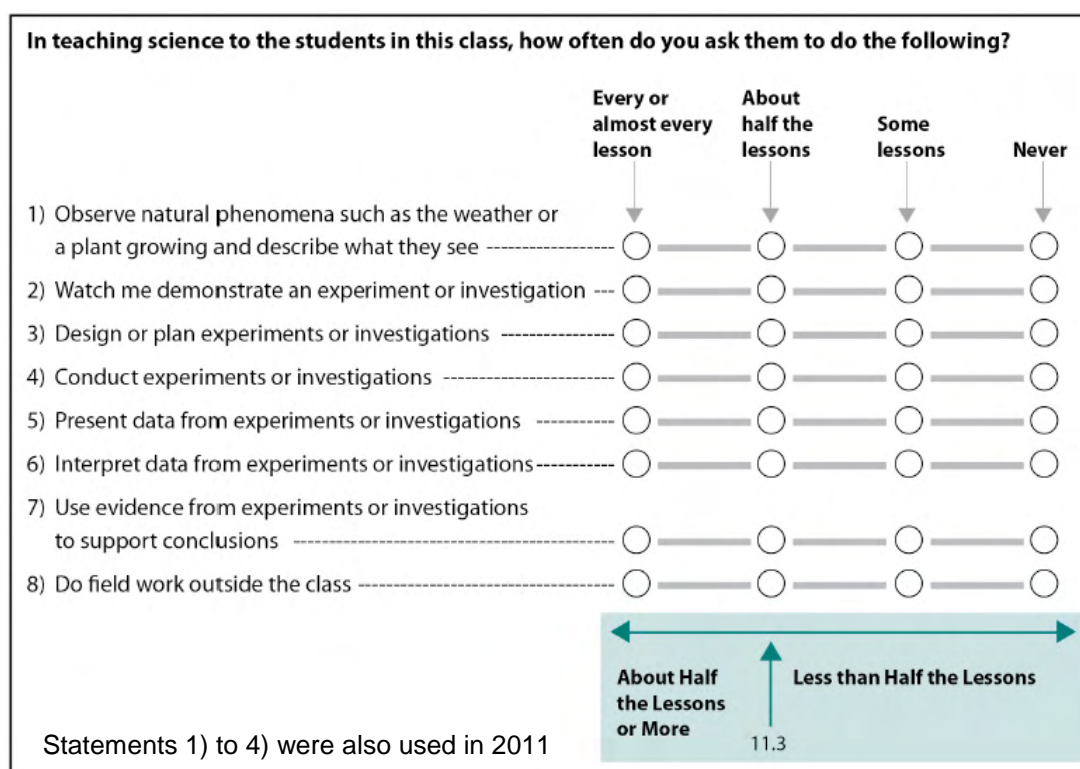 In teaching science to the students in this class, how often do you ask them to do the following?
Every or
almost every
lesson
About
half the
lessons
Some
lessons
Never
1) Observe natural phenomena such as the weather or
a plant growing and describe what they see
2) Watch me demonstrate an experiment or investigation
3) Design or plan experiments or investigations
4) Conduct experiments or investigations
5) Present data from experiments or investigations
6) Interpret data from experiments or investigations
7) Use evidence from experiments or investigations
to support conclusions
8) Do field work outside the class
About Half
the Lessons
or More
Less than Half the Lessons
11.3
Statements 1) to 4) were also used in 2011